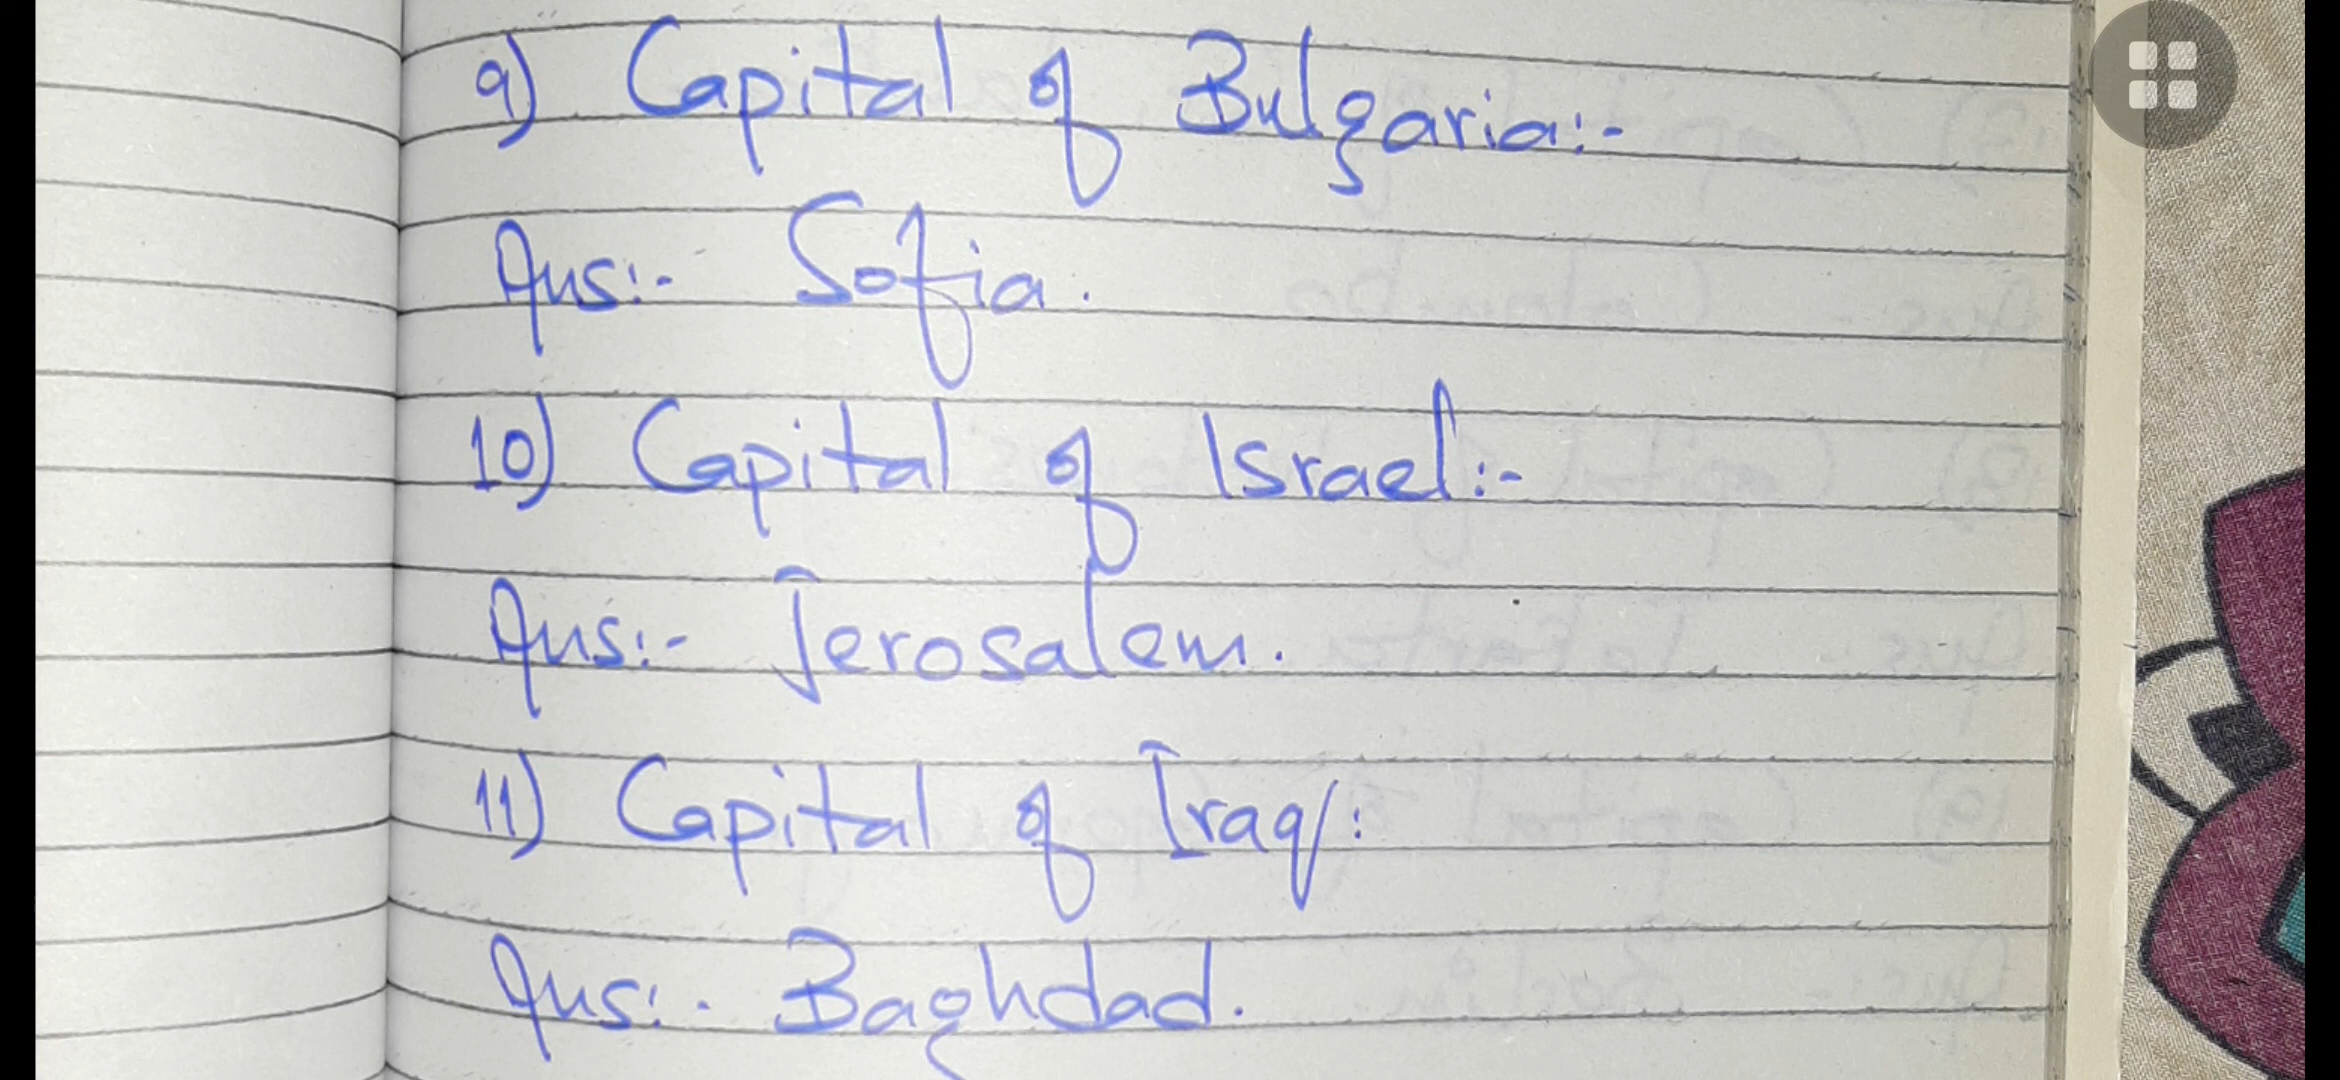 9) Capital of Bulgaria:-
Ans:- Sofia.
10) Capital of Israel:-
Ans:- Jerosalem.
11) Capital of Iraq:
Ans:- Baghdad.